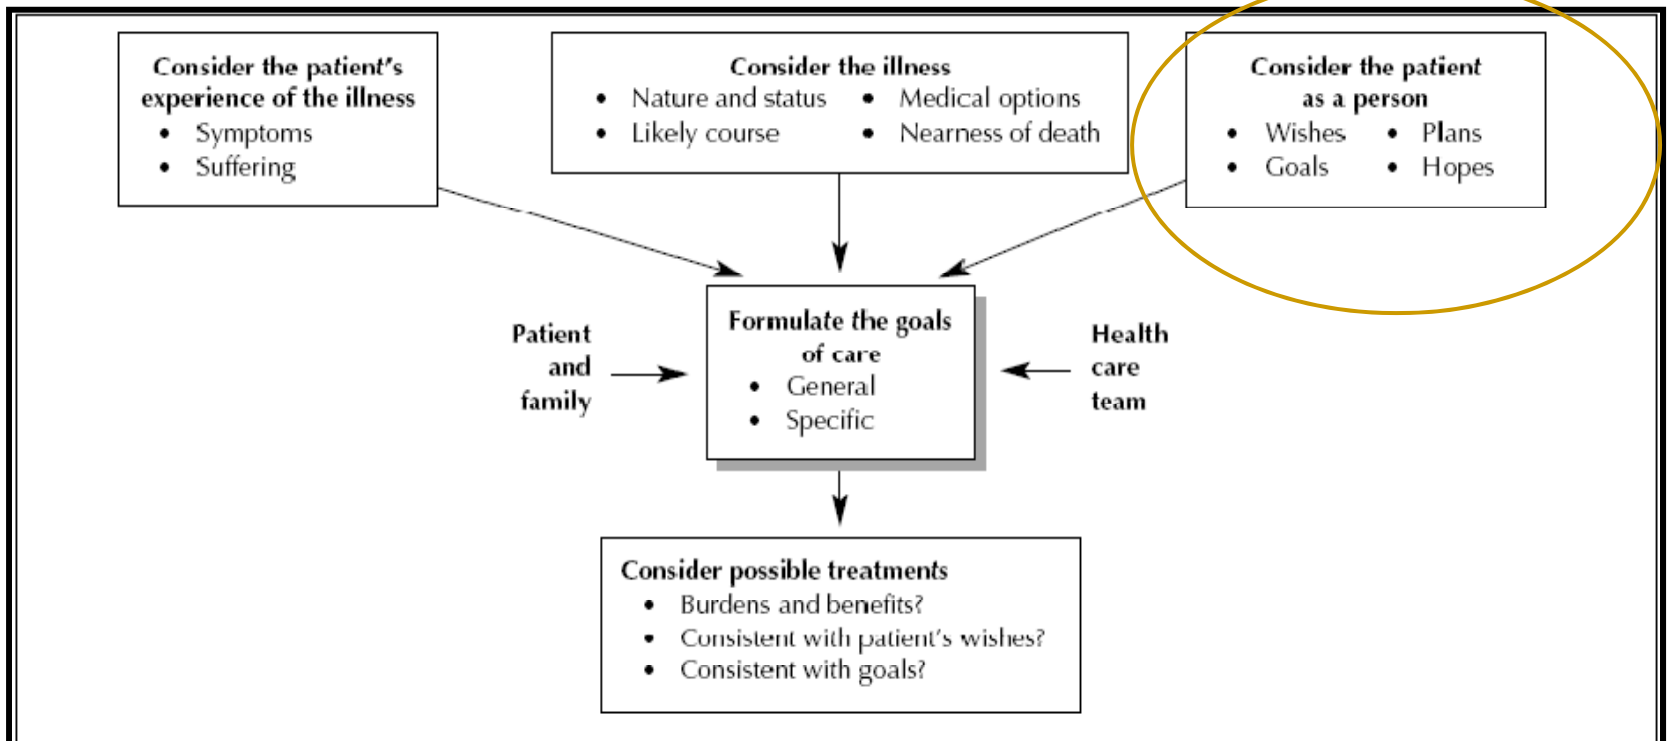 Consider the patient's
experience of the illness
• Symptoms
• Suffering
Consider the illness
• Nature and status • Medical options
• Likely course • Nearness of death
Consider the patient
as a person
• Wishes • Plans
• Goals • Hopes
Patient
and
family
Formulate the goals
of care
• General
• Specific
Health
care
team
Consider possible treatments
• Burdens and benefits?
• Consistent with patient's wishes?
• Consistent with goals?